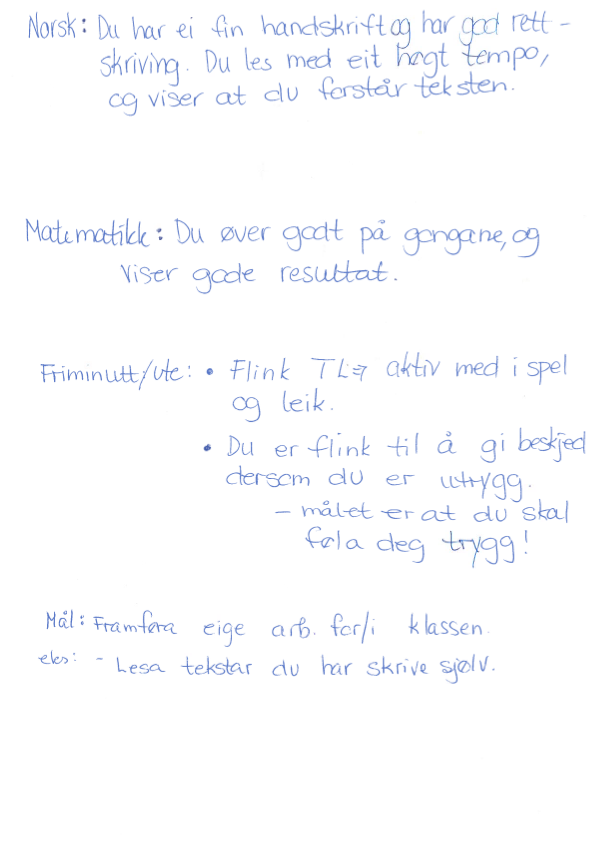 Norsk: Du har ei fin handskrift og har god rett-
skriving. Du les med eit høgt tempo,
og viser at du forstår teksten.
Matematikk: Du øver godt på gongane, og
viser gode resultat.
Friminutt/ute: • Flink TL → aktiv med i spel
og leik.
• Du er flink til å gi beskjed
dersom du er utrygg.
- målet er at du skal
føla deg trygg!
Mål: Framføra eige arb. for/i klassen.
eks: - Lesa tekstar du har skrive sjølv.